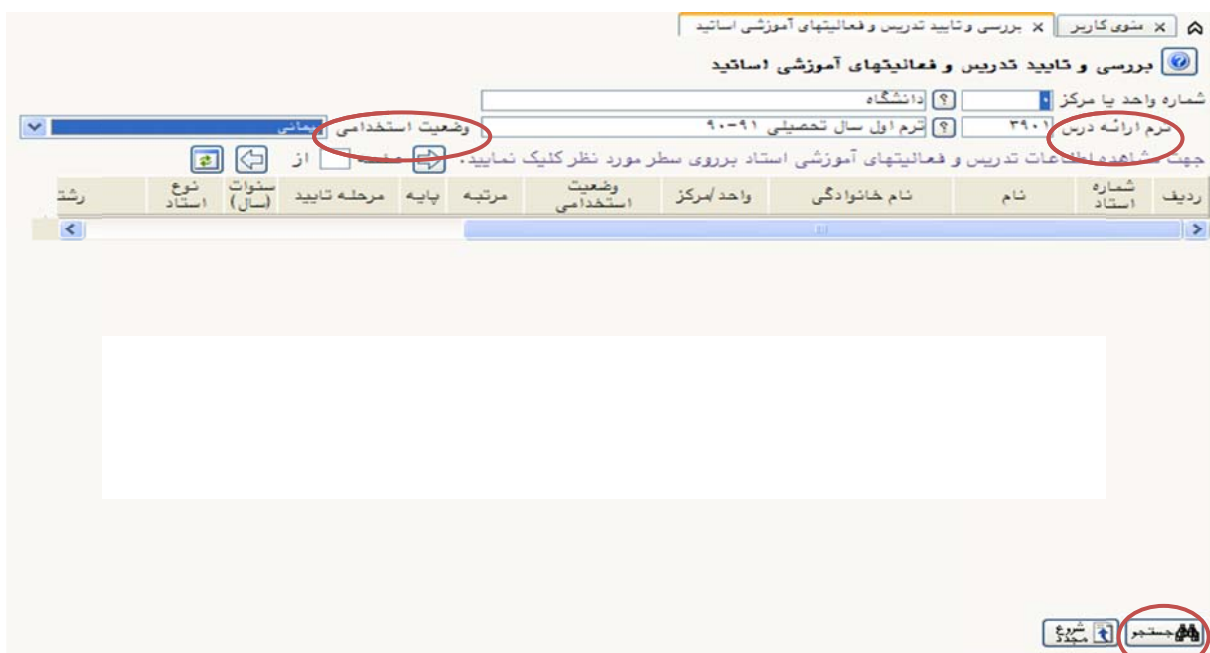 منوی کاربر × بررسی و تایید تدریس و فعالیتهای آموزشی اساتید ×
بررسی و تایید تدریس و فعالیتهای آموزشی اساتید
شماره واحد یا مرکز ۰ ؟ دانشگاه
ترم ارائه درس ۳۹۰۱ ؟ ترم اول سال تحصیلی ۹۱-۹۰ وضعیت استخدامی پیمانی
جهت مشاهده اطلاعات تدریس و فعالیتهای آموزشی استاد برروی سطر مورد نظر کلیک نمایید. صفحه از
ردیف شماره استاد نام نام خانوادگی واحد/مرکز وضعیت استخدامی مرتبه پایه مرحله تایید سنوات (سال) نوع استاد رشت
جستجو شروع مجدد